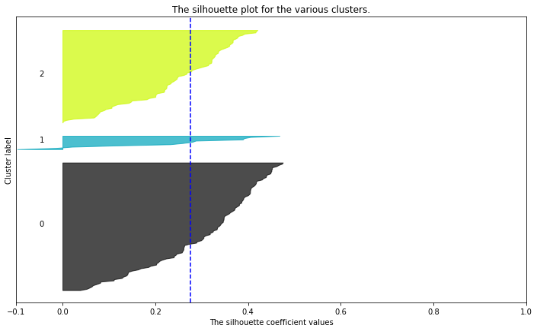 The silhouette plot for the various clusters.
2
1
0
Cluster label
−0.1 0.0 0.2 0.4 0.6 0.8 1.0
The silhouette coefficient values